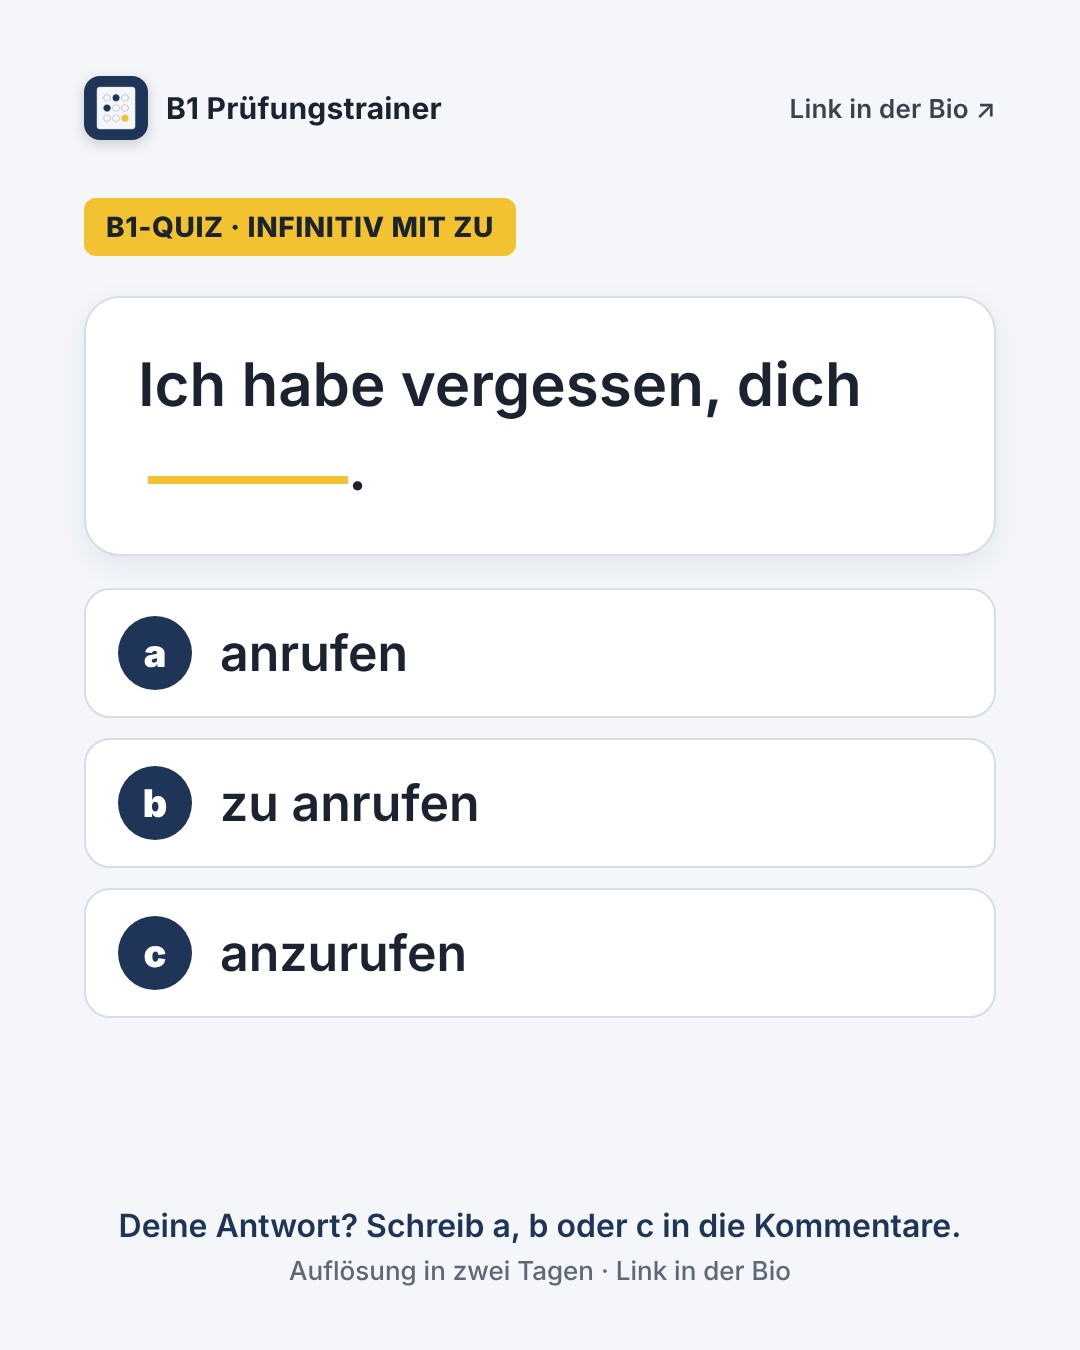 B1 Prüfungstrainer
Link in der Bio ↗
B1-QUIZ · INFINITIV MIT ZU
Ich habe vergessen, dich
______.
a anrufen
b zu anrufen
c anzurufen
Deine Antwort? Schreib a, b oder c in die Kommentare.
Auflösung in zwei Tagen · Link in der Bio